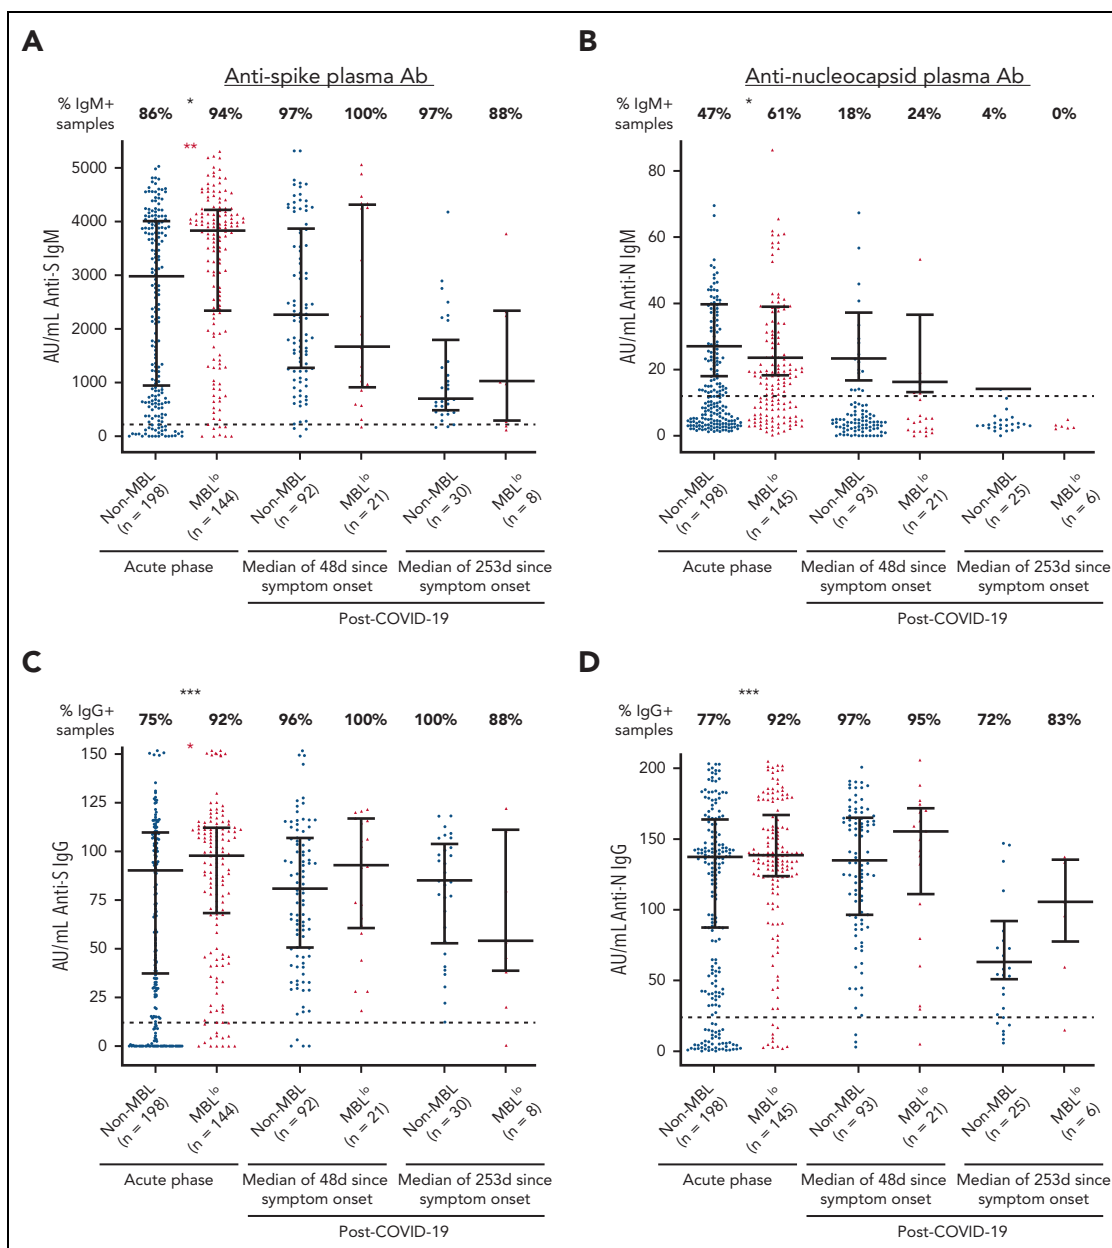 A
Anti-spike plasma Ab
% IgM+
samples
86% * 94% 97% 100% 97% 88%
**
AU/mL Anti-S IgM
5000
4000
3000
2000
1000
0
Non-MBL
(n = 198)
MBLlo
(n = 144)
Non-MBL
(n = 92)
MBLlo
(n = 21)
Non-MBL
(n = 30)
MBLlo
(n = 8)
Acute phase
Median of 48d since
symptom onset
Median of 253d since
symptom onset
Post-COVID-19
B
Anti-nucleocapsid plasma Ab
47% * 61% 18% 24% 4% 0%
AU/mL Anti-N IgM
80
60
40
20
0
Non-MBL
(n = 198)
MBLlo
(n = 145)
Non-MBL
(n = 93)
MBLlo
(n = 21)
Non-MBL
(n = 25)
MBLlo
(n = 6)
Acute phase
Median of 48d since
symptom onset
Median of 253d since
symptom onset
Post-COVID-19
C
***
% IgG+
samples
75% 92% 96% 100% 100% 88%
*
AU/mL Anti-S IgG
150
125
100
75
50
25
0
Non-MBL
(n = 198)
MBLlo
(n = 144)
Non-MBL
(n = 92)
MBLlo
(n = 21)
Non-MBL
(n = 30)
MBLlo
(n = 8)
Acute phase
Median of 48d since
symptom onset
Median of 253d since
symptom onset
Post-COVID-19
D
***
% IgG+
samples
77% 92% 97% 95% 72% 83%
AU/mL Anti-N IgG
200
150
100
50
0
Non-MBL
(n = 198)
MBLlo
(n = 145)
Non-MBL
(n = 93)
MBLlo
(n = 21)
Non-MBL
(n = 25)
MBLlo
(n = 6)
Acute phase
Median of 48d since
symptom onset
Median of 253d since
symptom onset
Post-COVID-19